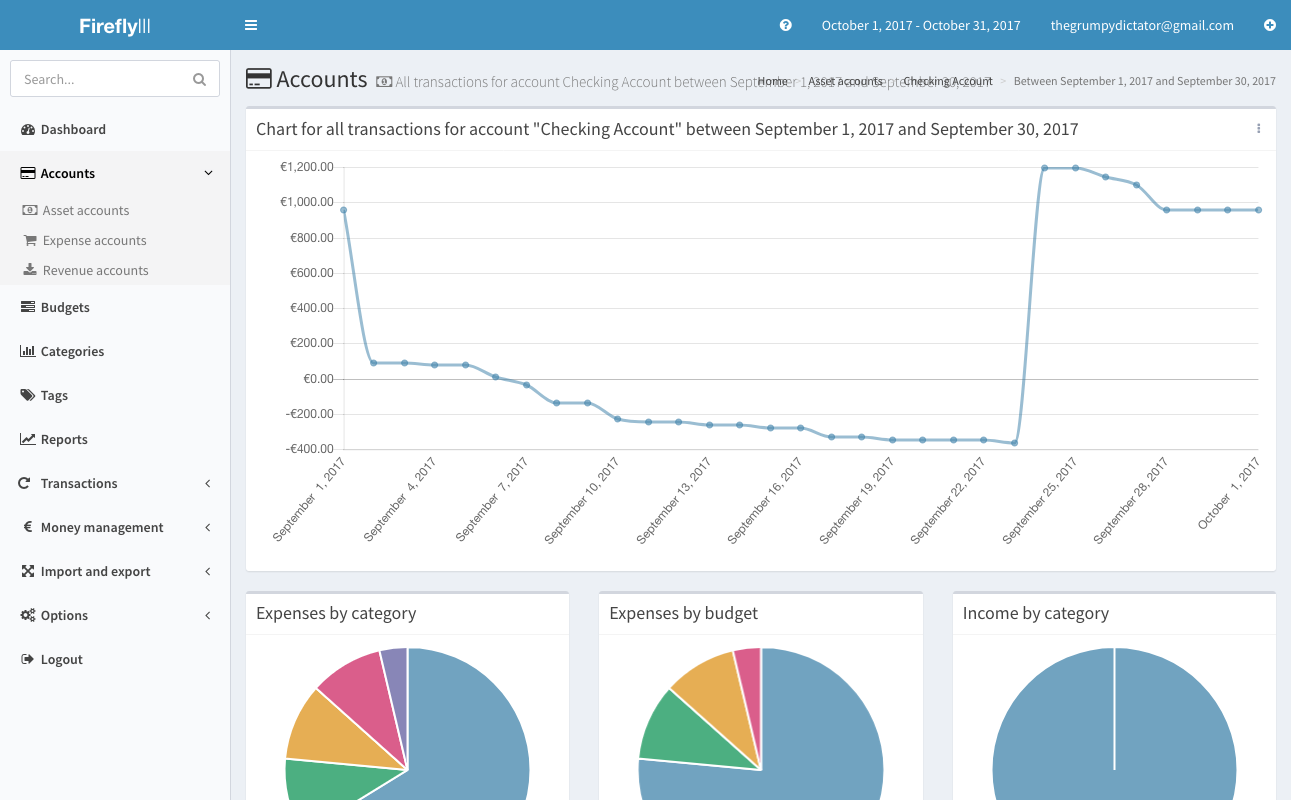 FireflyIII
October 1, 2017 - October 31, 2017
thegrumpydictator@gmail.com
Search...
Dashboard
Accounts
Asset accounts
Expense accounts
Revenue accounts
Budgets
Categories
Tags
Reports
Transactions
€ Money management
Import and export
Options
Logout
Accounts All transactions for account Checking Account between September 1, 2017 and September 30, 2017
Home > Asset accounts > Checking Account > Between September 1, 2017 and September 30, 2017
Chart for all transactions for account "Checking Account" between September 1, 2017 and September 30, 2017
€1,200.00
€1,000.00
€800.00
€600.00
€400.00
€200.00
€0.00
-€200.00
-€400.00
September 1, 2017
September 4, 2017
September 7, 2017
September 10, 2017
September 13, 2017
September 16, 2017
September 19, 2017
September 22, 2017
September 25, 2017
September 28, 2017
October 1, 2017
Expenses by category
Expenses by budget
Income by category